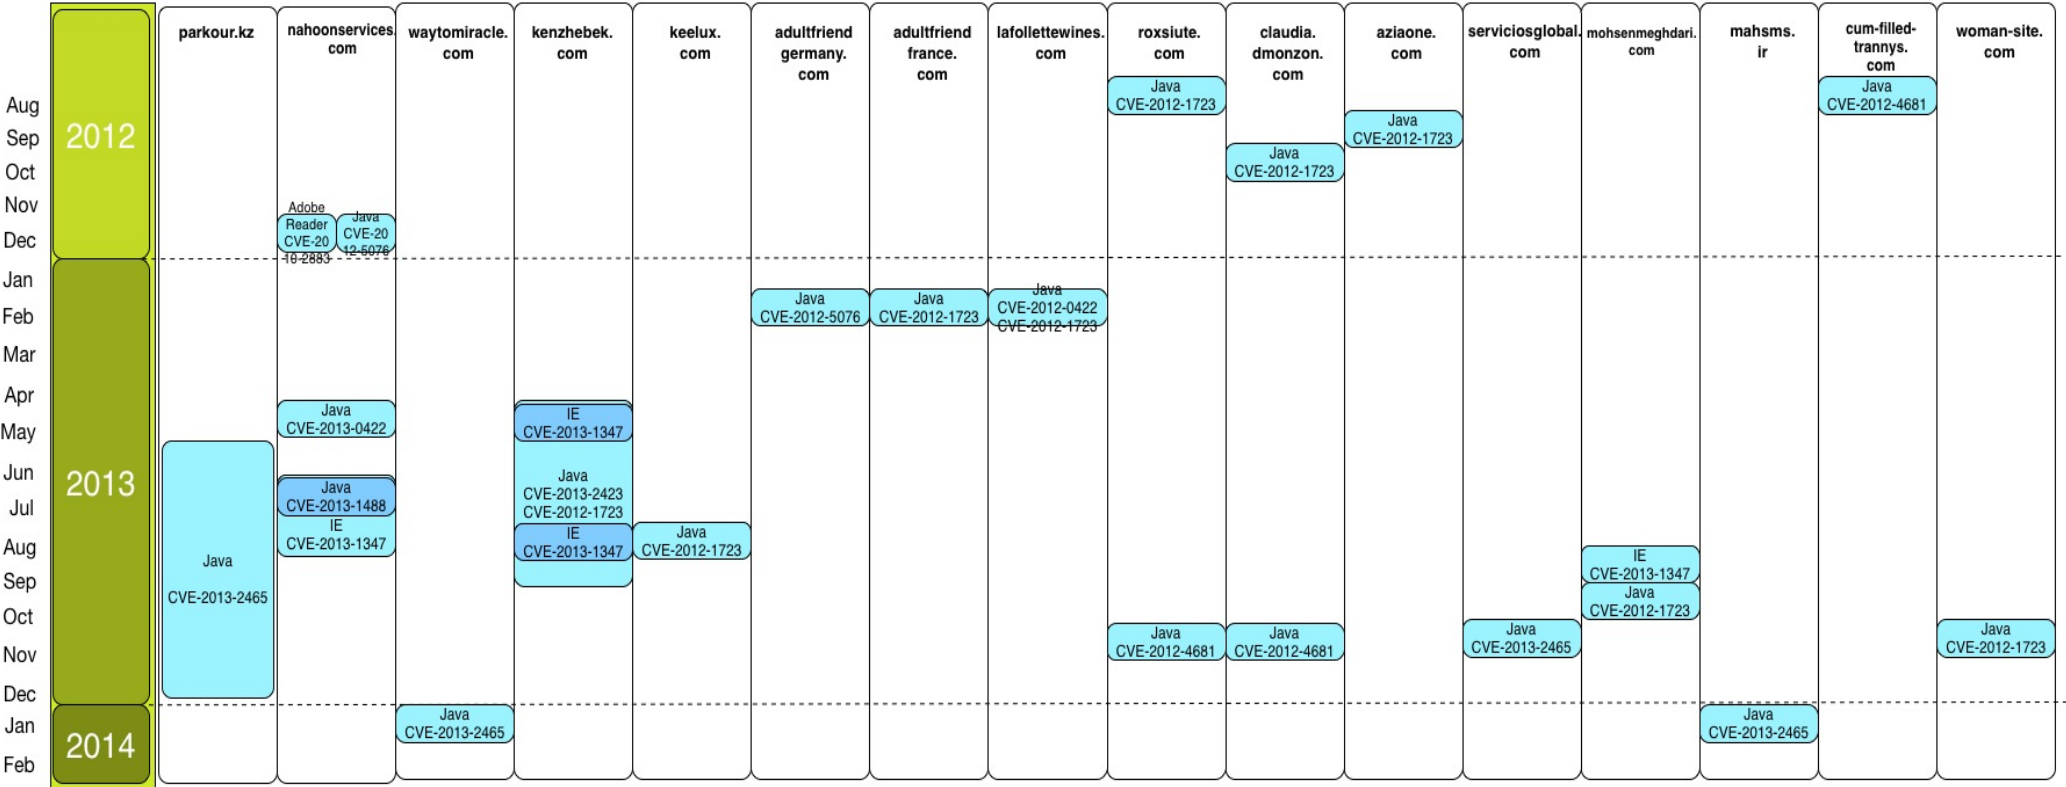 parkour.kz
nahoonservices.
com
waytomiracle.
com
kenzhebek.
com
keelux.
com
adultfriend
germany.
com
adultfriend
france.
com
lafollettewines.
com
roxsiute.
com
claudia.
dmonzon.
com
aziaone.
com
serviciosglobal.
com
mohsenmeghdari.
com
mahsms.
ir
cum-filled-
trannys.
com
woman-site.
com
2012
Aug
Java
CVE-2012-1723
Java
CVE-2012-4681
Sep
Java
CVE-2012-1723
Oct
Java
CVE-2012-1723
Nov
Dec
Adobe
Reader
CVE-20
10-2883
Java
CVE-20
12-5076
2013
Jan
Feb
Java
CVE-2012-5076
Java
CVE-2012-1723
Java
CVE-2012-0422
CVE-2012-1723
Mar
Apr
May
Java
CVE-2013-0422
IE
CVE-2013-1347
Jun
Jul
Java
CVE-2013-1488
IE
CVE-2013-1347
Java
CVE-2013-2423
CVE-2012-1723
Aug
IE
CVE-2013-1347
Java
CVE-2012-1723
Sep
Java
CVE-2013-2465
IE
CVE-2013-1347
Oct
Java
CVE-2012-1723
Nov
Java
CVE-2012-4681
Java
CVE-2012-4681
Java
CVE-2013-2465
Java
CVE-2012-1723
Dec
2014
Jan
Java
CVE-2013-2465
Java
CVE-2013-2465
Feb